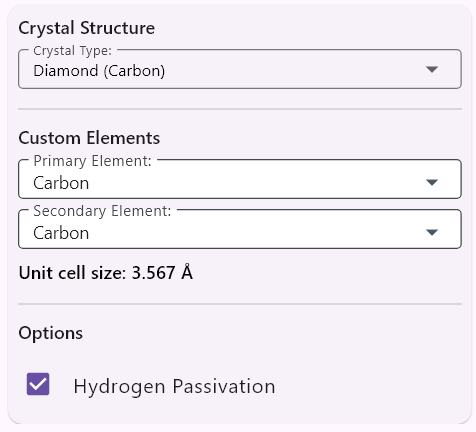 Crystal Structure
Crystal Type:
Diamond (Carbon)
Custom Elements
Primary Element:
Carbon
Secondary Element:
Carbon
Unit cell size: 3.567 Å
Options
Hydrogen Passivation